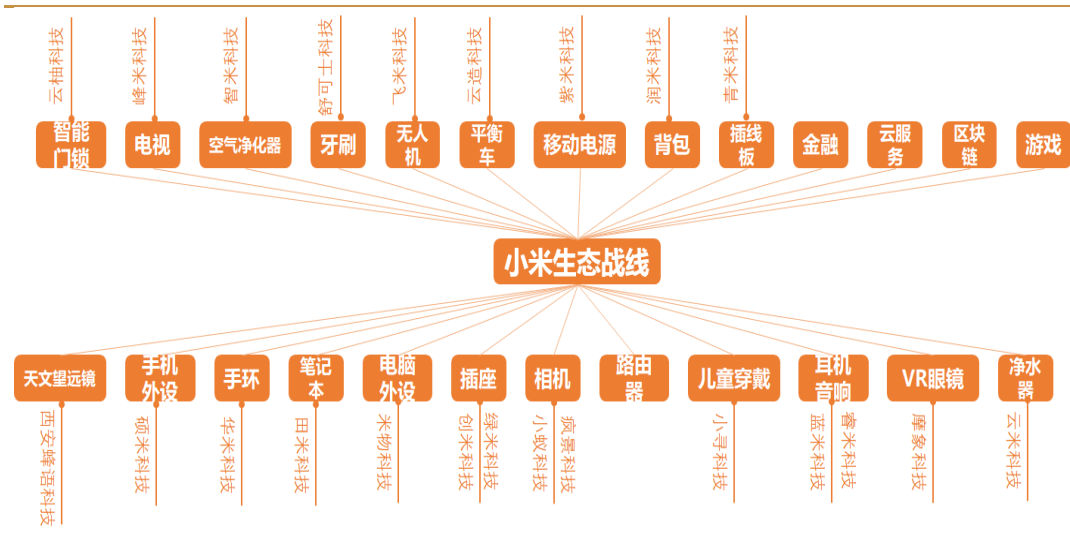 云柚科技
峰米科技
智米科技
舒可士科技
飞米科技
云造科技
紫米科技
润米科技
青米科技
智能
门锁
电视
空气净化器
牙刷
无人
机
平衡
车
移动电源
背包
插线
板
金融
云服
务
区块
链
游戏
小米生态战线
天文望远镜
手机
外设
手环
笔记
本
电脑
外设
插座
相机
路由
器
儿童穿戴
耳机
音响
VR眼镜
净水
器
西安蜂语科技
硕米科技
华米科技
田米科技
米物科技
创米科技
绿米科技
小蚁科技
疯景科技
小寻科技
蓝米科技
睿米科技
摩象科技
云米科技